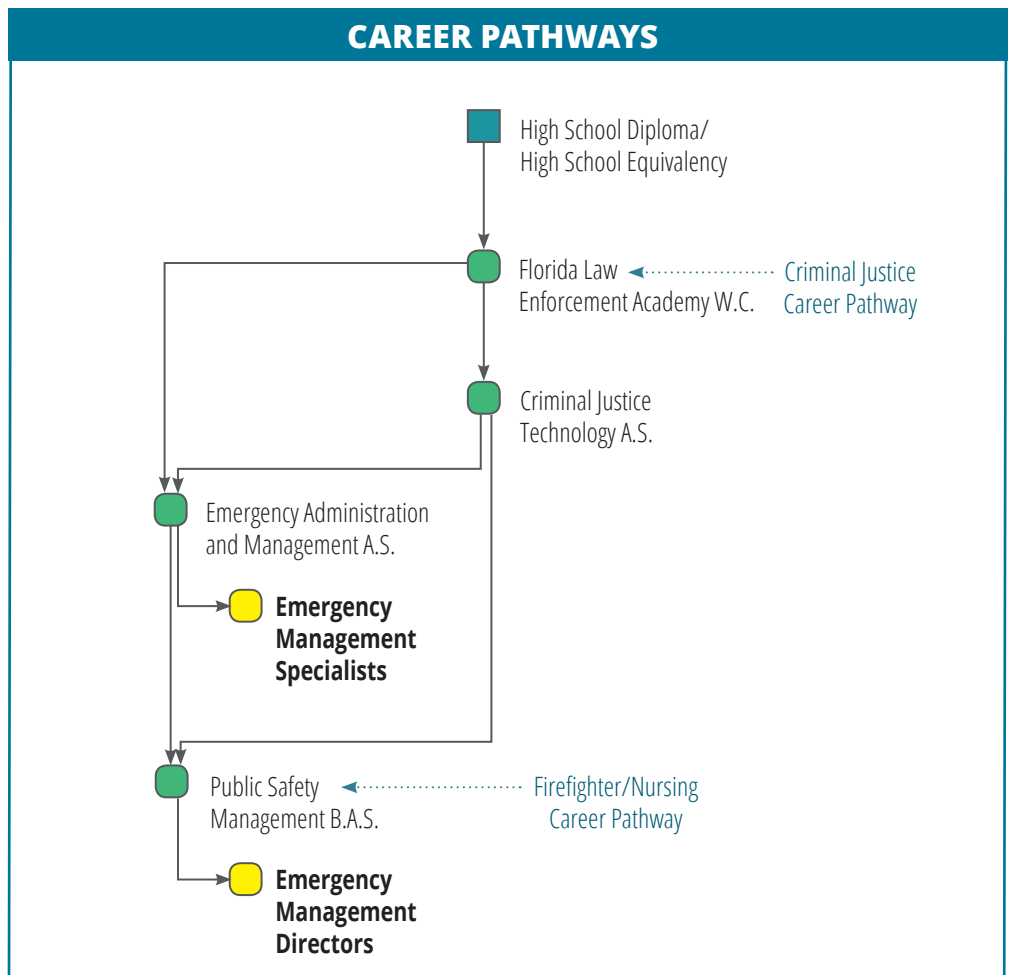 CAREER PATHWAYS
High School Diploma/
High School Equivalency
Florida Law
Enforcement Academy W.C.
Criminal Justice
Career Pathway
Criminal Justice
Technology A.S.
Emergency Administration
and Management A.S.
Emergency
Management
Specialists
Public Safety
Management B.A.S.
Firefighter/Nursing
Career Pathway
Emergency
Management
Directors